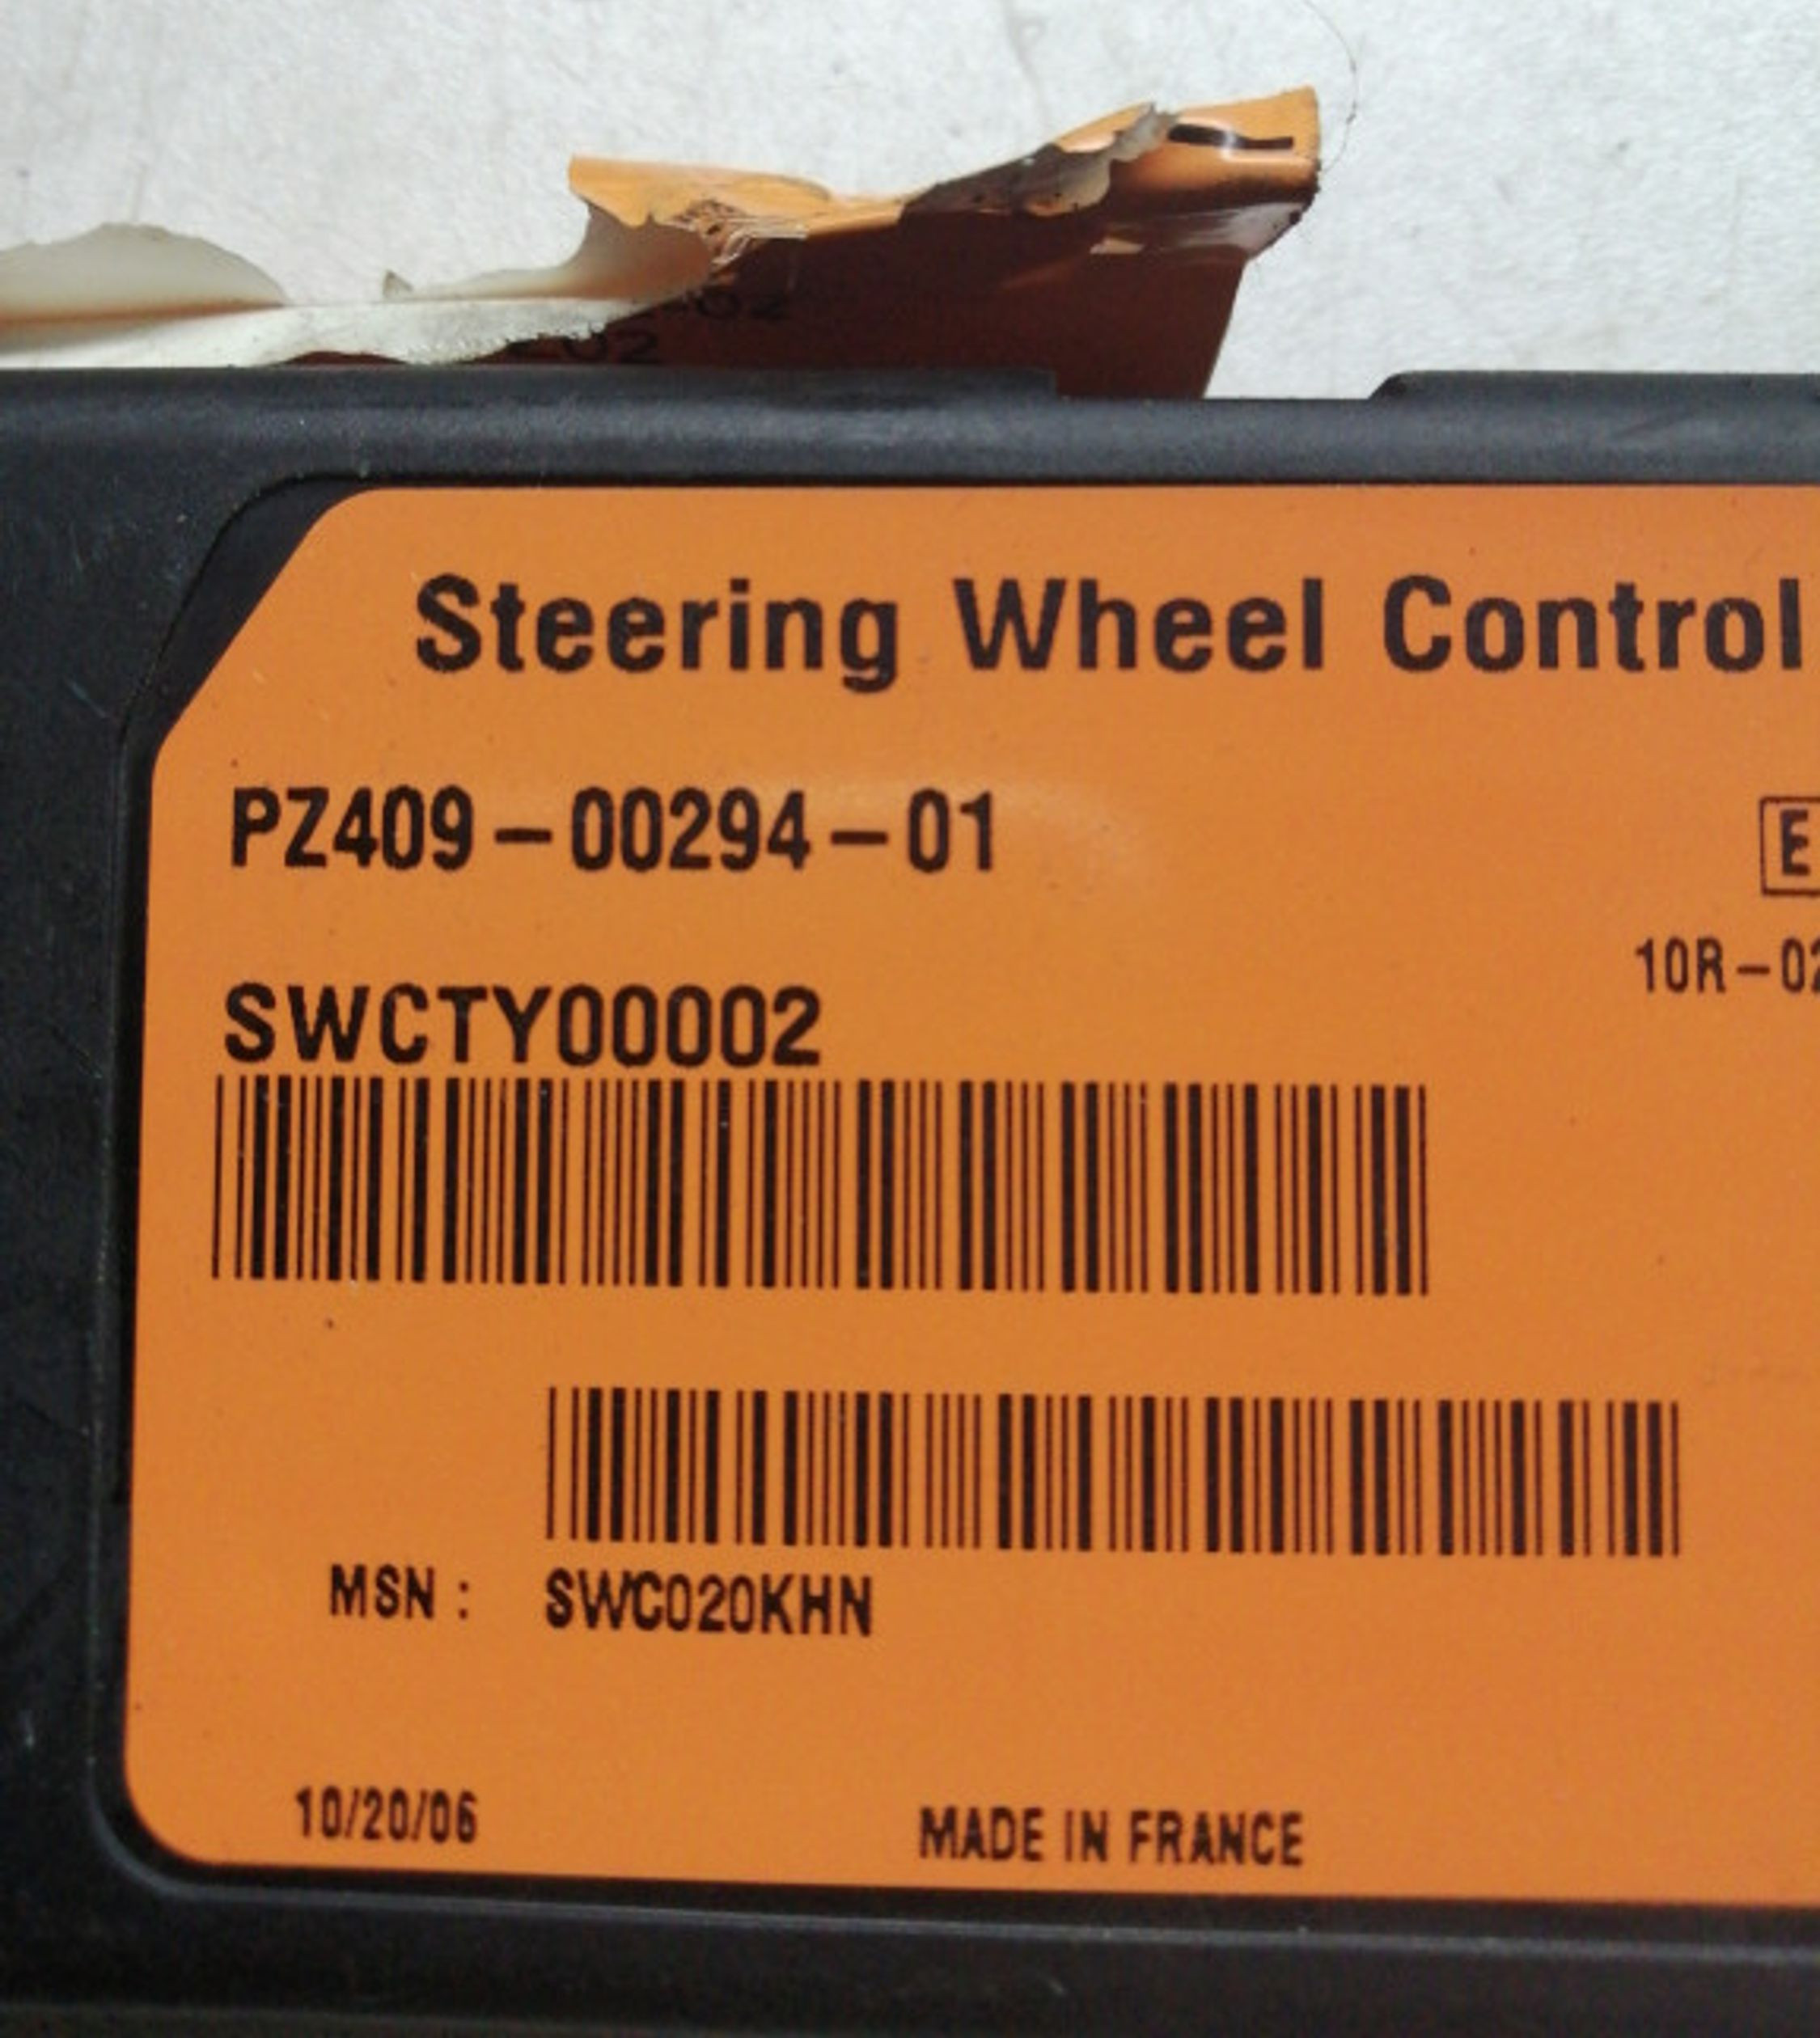 Steering Wheel Control
PZ409-00294-01
E
10R-02
SWCTY00002
MSN : SWC020KHN
10/20/06 MADE IN FRANCE